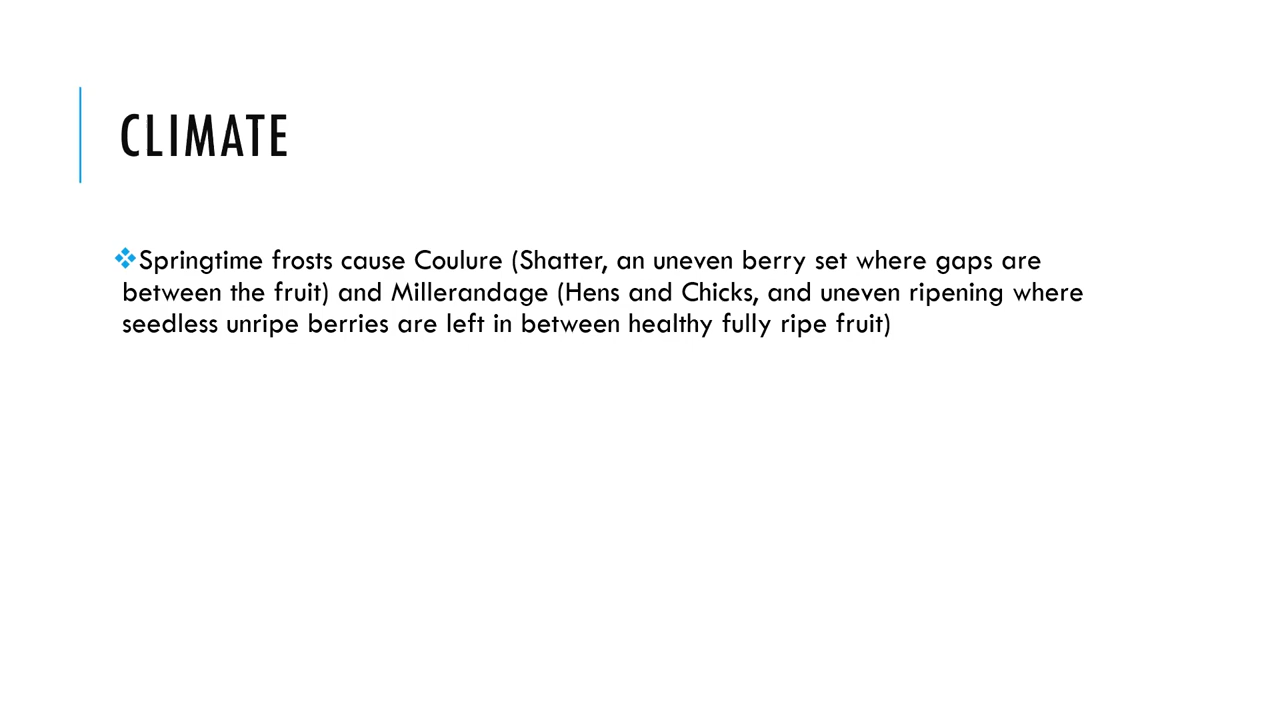 CLIMATE
❖Springtime frosts cause Coulure (Shatter, an uneven berry set where gaps are
between the fruit) and Millerandage (Hens and Chicks, and uneven ripening where
seedless unripe berries are left in between healthy fully ripe fruit)